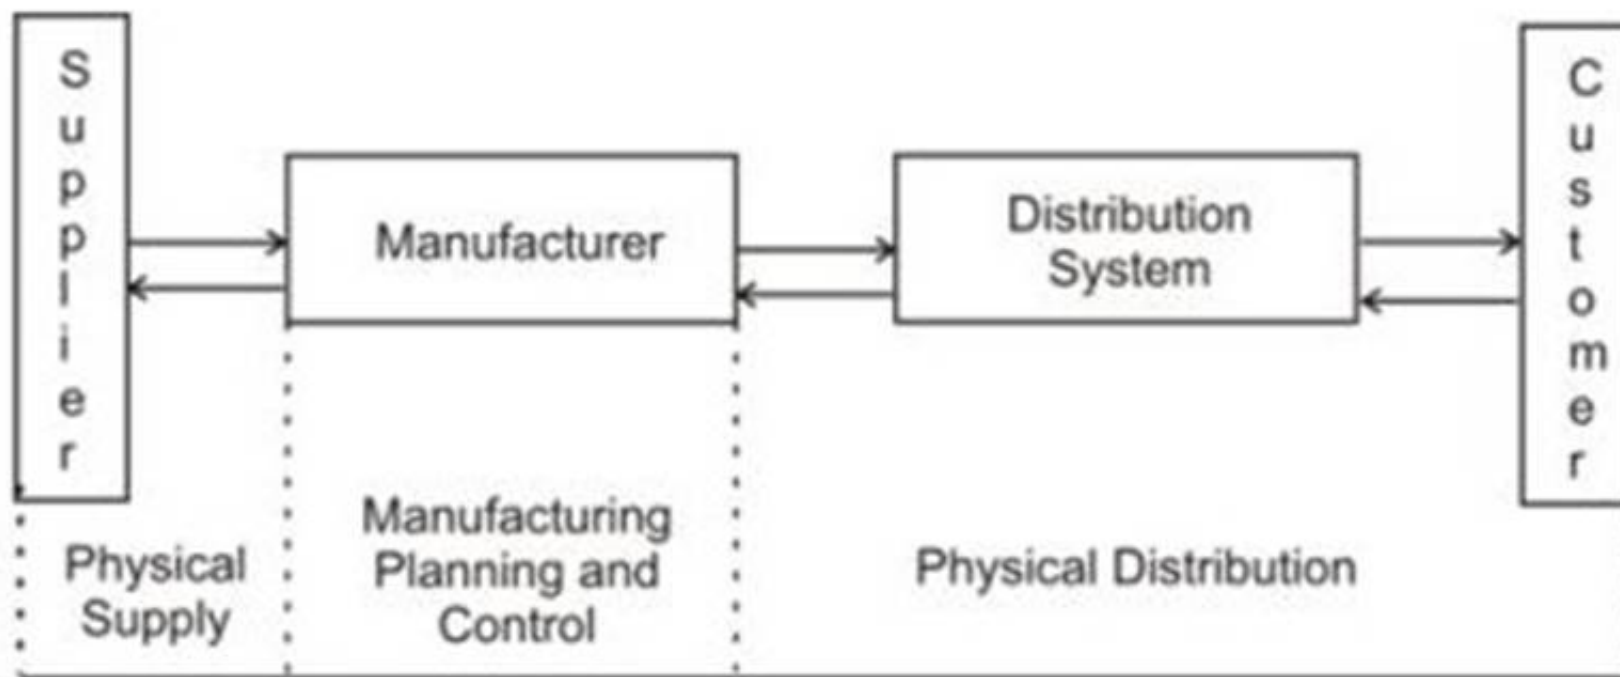 Supplier
Manufacturer
Distribution
System
Customer
Physical
Supply
Manufacturing
Planning and
Control
Physical Distribution